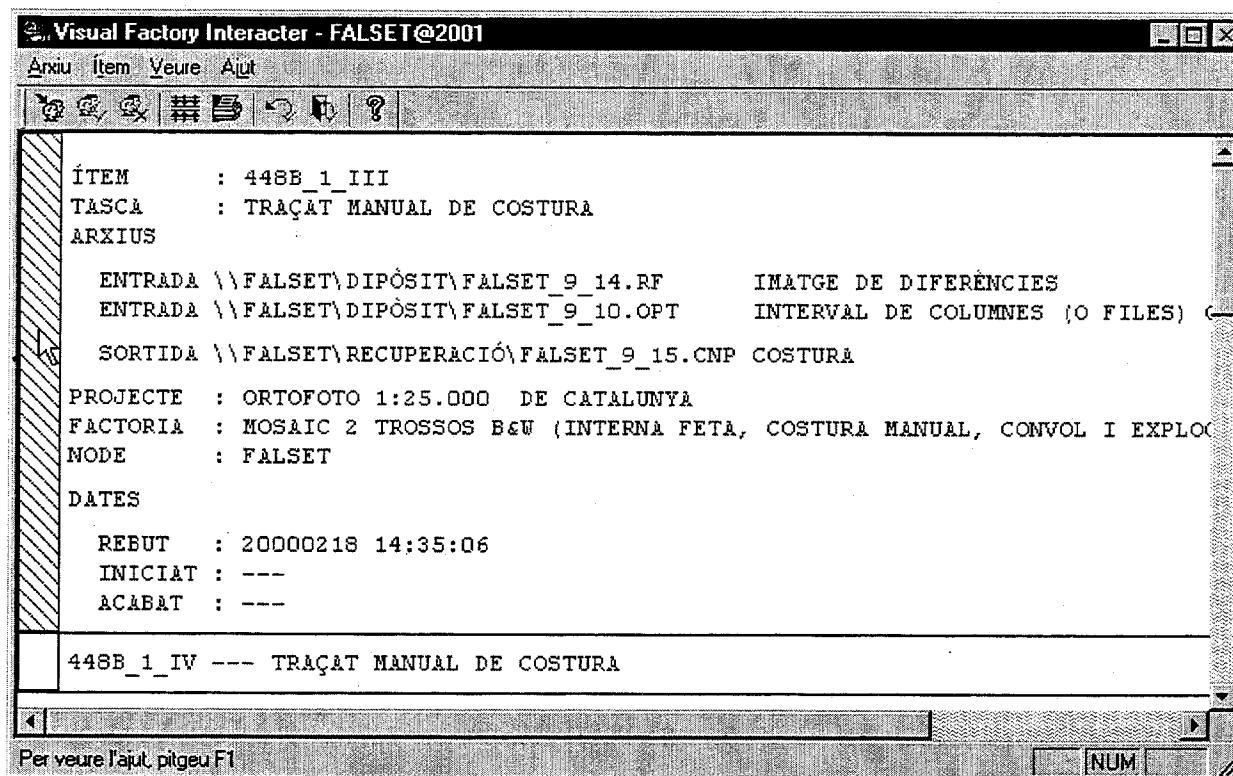 Visual Factory Interacter - FALSET@2001
Arxiu Ítem Veure Ajut
ÍTEM : 448B_1_III
TASCA : TRAÇAT MANUAL DE COSTURA
ARXIUS
ENTRADA \\FALSET\DIPÒSIT\FALSET_9_14.RF IMATGE DE DIFERÈNCIES
ENTRADA \\FALSET\DIPÒSIT\FALSET_9_10.OPT INTERVAL DE COLUMNES (O FILES)
SORTIDA \\FALSET\RECUPERACIÓ\FALSET_9_15.CNP COSTURA
PROJECTE : ORTOFOTO 1:25.000 DE CATALUNYA
FACTORIA : MOSAIC 2 TROSSOS B&W (INTERNA FETA, COSTURA MANUAL, CONVOL I EXPLO
NODE : FALSET
DATES
REBUT : 20000218 14:35:06
INICIAT : ---
ACABAT : ---
448B_1_IV --- TRAÇAT MANUAL DE COSTURA
Per veure l'ajut, pitgeu F1
NUM